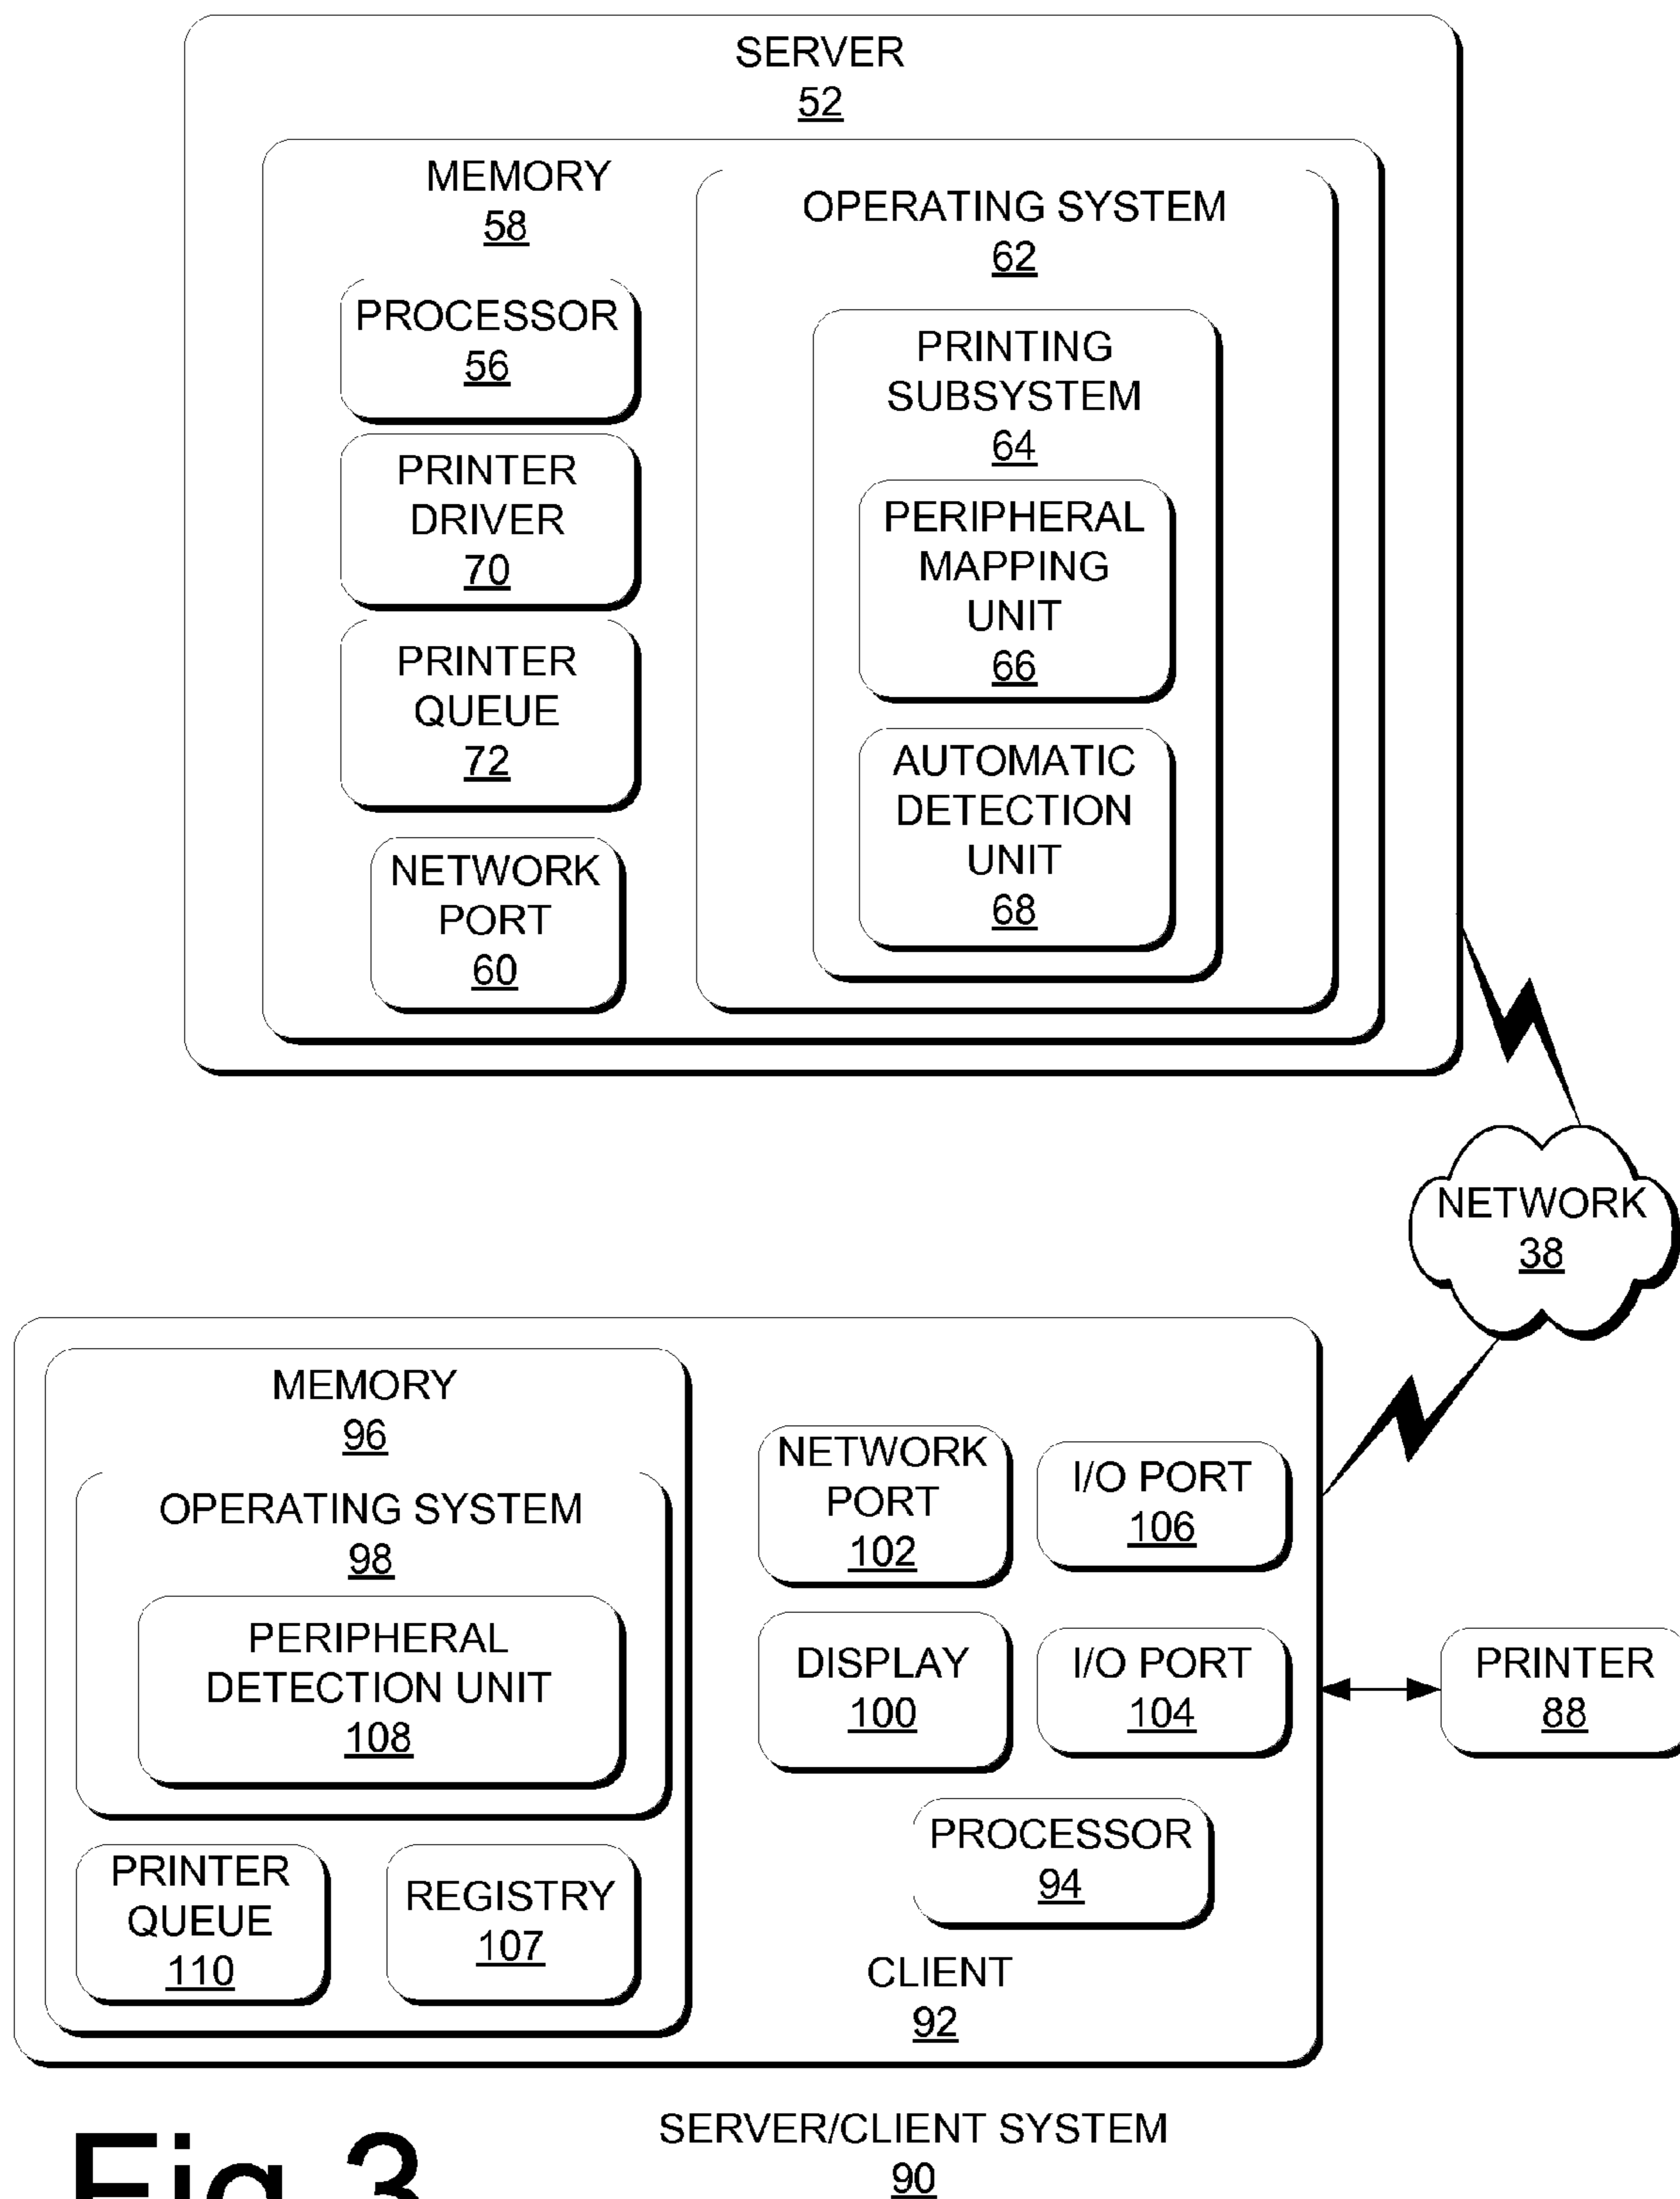 SERVER
52
MEMORY
58
PROCESSOR
56
PRINTER
DRIVER
70
PRINTER
QUEUE
72
NETWORK
PORT
60
OPERATING SYSTEM
62
PRINTING
SUBSYSTEM
64
PERIPHERAL
MAPPING
UNIT
66
AUTOMATIC
DETECTION
UNIT
68
NETWORK
38
MEMORY
96
OPERATING SYSTEM
98
PERIPHERAL
DETECTION UNIT
108
PRINTER
QUEUE
110
REGISTRY
107
NETWORK
PORT
102
I/O PORT
106
DISPLAY
100
I/O PORT
104
PROCESSOR
94
CLIENT
92
PRINTER
88
SERVER/CLIENT SYSTEM
90
Fig 3